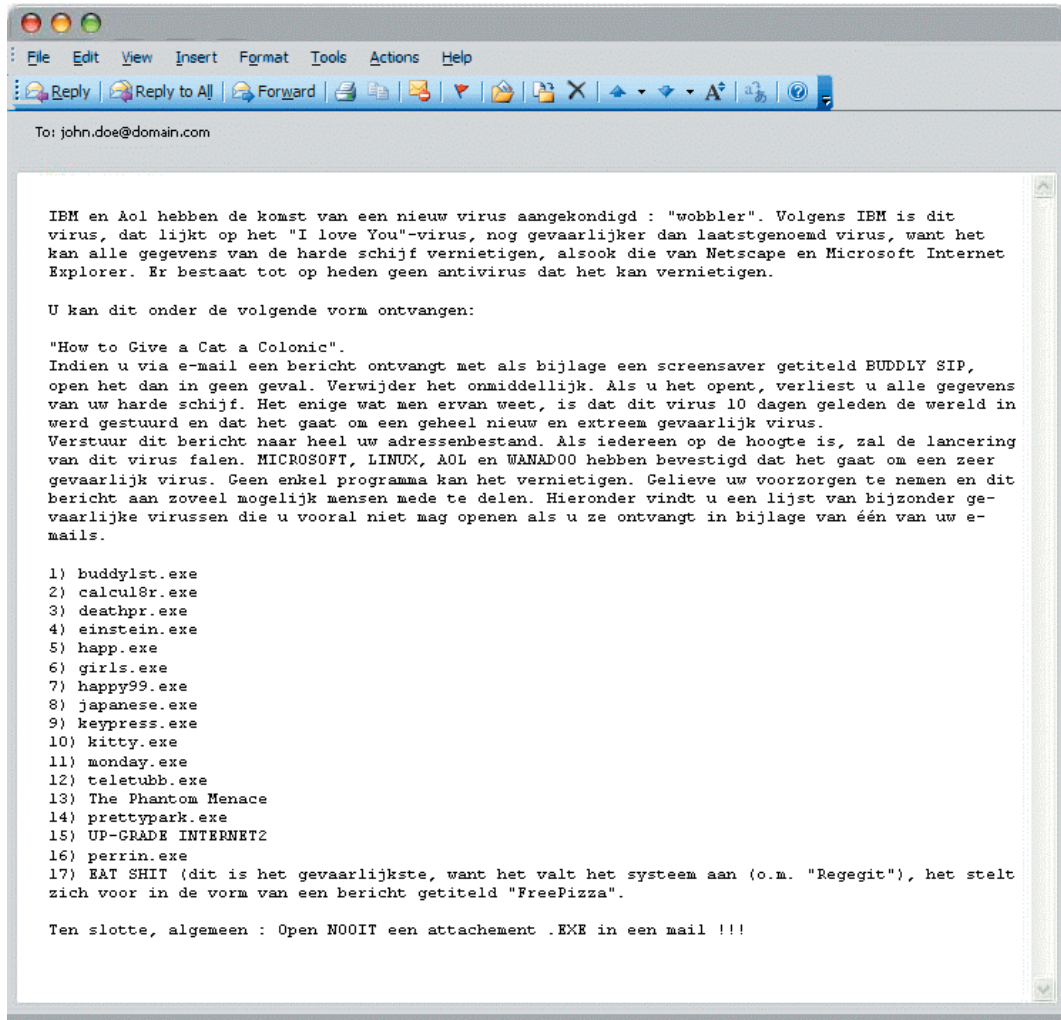 File Edit View Insert Format Tools Actions Help
Reply Reply to All Forward
To: john.doe@domain.com
IBM en Aol hebben de komst van een nieuw virus aangekondigd : "wobbler". Volgens IBM is dit
virus, dat lijkt op het "I love You"-virus, nog gevaarlijker dan laatstgenoemd virus, want het
kan alle gegevens van de harde schijf vernietigen, alsook die van Netscape en Microsoft Internet
Explorer. Er bestaat tot op heden geen antivirus dat het kan vernietigen.
U kan dit onder de volgende vorm ontvangen:
"How to Give a Cat a Colonic".
Indien u via e-mail een bericht ontvangt met als bijlage een screensaver getiteld BUDDLY SIP,
open het dan in geen geval. Verwijder het onmiddellijk. Als u het opent, verliest u alle gegevens
van uw harde schijf. Het enige wat men ervan weet, is dat dit virus 10 dagen geleden de wereld in
werd gestuurd en dat het gaat om een geheel nieuw en extreem gevaarlijk virus.
Verstuur dit bericht naar heel uw adressenbestand. Als iedereen op de hoogte is, zal de lancering
van dit virus falen. MICROSOFT, LINUX, AOL en WANADOO hebben bevestigd dat het gaat om een zeer
gevaarlijk virus. Geen enkel programma kan het vernietigen. Gelieve uw voorzorgen te nemen en dit
bericht aan zoveel mogelijk mensen mede te delen. Hieronder vindt u een lijst van bijzonder ge-
vaarlijke virussen die u vooral niet mag openen als u ze ontvangt in bijlage van één van uw e-
mails.
1) buddylst.exe
2) calcul8r.exe
3) deathpr.exe
4) einstein.exe
5) happ.exe
6) girls.exe
7) happy99.exe
8) japanese.exe
9) keypress.exe
10) kitty.exe
11) monday.exe
12) teletubb.exe
13) The Phantom Menace
14) prettypark.exe
15) UP-GRADE INTERNET2
16) perrin.exe
17) EAT SHIT (dit is het gevaarlijkste, want het valt het systeem aan (o.m. "Regegit"), het stelt
zich voor in de vorm van een bericht getiteld "FreePizza".
Ten slotte, algemeen : Open NOOIT een attachement .EXE in een mail !!!